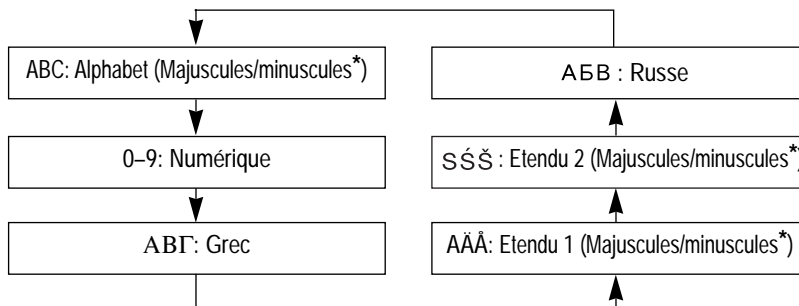 ABC: Alphabet (Majuscules/minuscules*)
0–9: Numérique
ΑΒΓ: Grec
АБВ : Russe
SŚŠ : Etendu 2 (Majuscules/minuscules*)
AÄÅ: Etendu 1 (Majuscules/minuscules*)